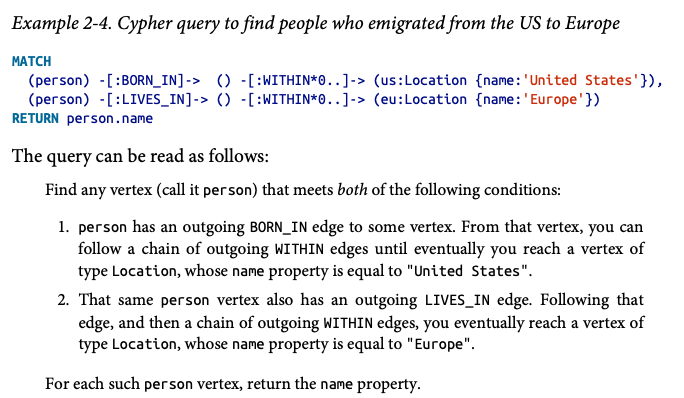 Example 2-4. Cypher query to find people who emigrated from the US to Europe
MATCH
(person) -[:BORN_IN]-> () -[:WITHIN*0..]-> (us:Location {name:'United States'}),
(person) -[:LIVES_IN]-> () -[:WITHIN*0..]-> (eu:Location {name:'Europe'})
RETURN person.name
The query can be read as follows:
Find any vertex (call it person) that meets both of the following conditions:
1. person has an outgoing BORN_IN edge to some vertex. From that vertex, you can
follow a chain of outgoing WITHIN edges until eventually you reach a vertex of
type Location, whose name property is equal to "United States".
2. That same person vertex also has an outgoing LIVES_IN edge. Following that
edge, and then a chain of outgoing WITHIN edges, you eventually reach a vertex of
type Location, whose name property is equal to "Europe".
For each such person vertex, return the name property.